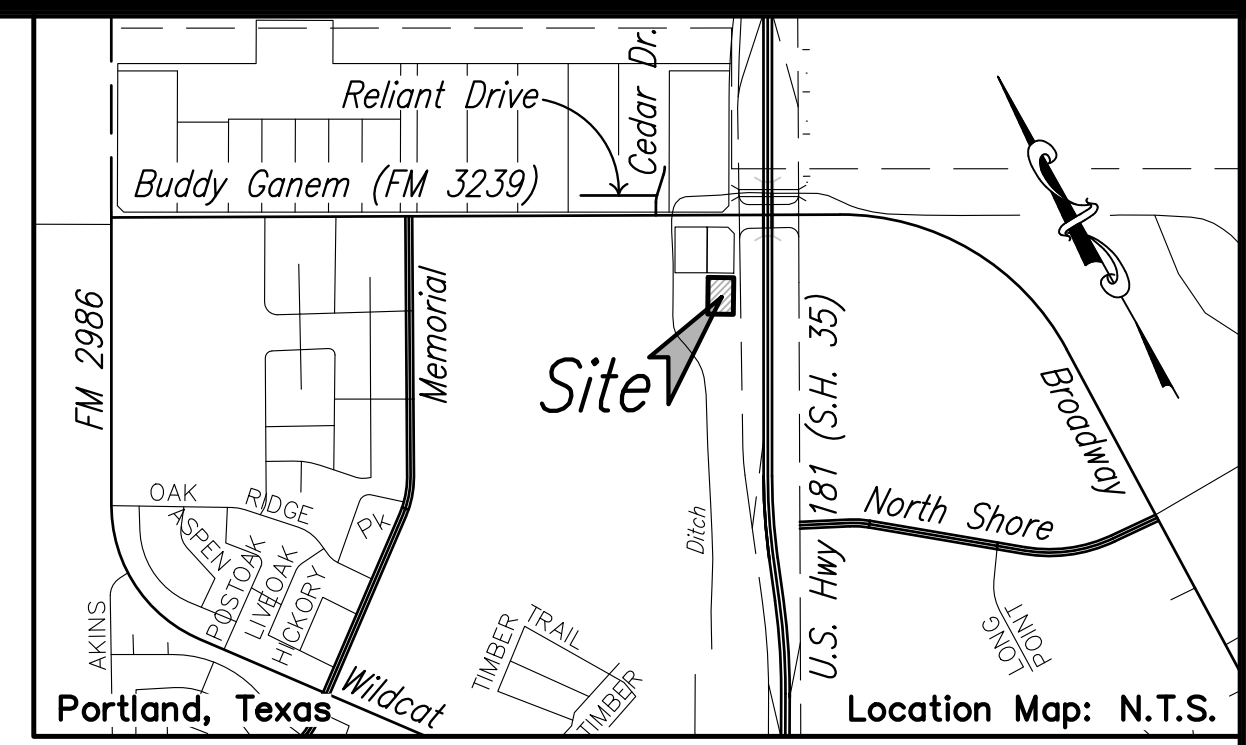 Cedar Dr.
Reliant Drive
Buddy Ganem (FM 3239)
FM 2986
Memorial
Site
U.S. Hwy 181 (S.H. 35)
Broadway
North Shore
Ditch
OAK RIDGE
PK
ASPEN
POSTOAK
LIVEOAK
HICKORY
AKINS
TIMBER
TRAIL
TIMBER
LONG
POINT
Wildcat
Portland, Texas
Location Map: N.T.S.